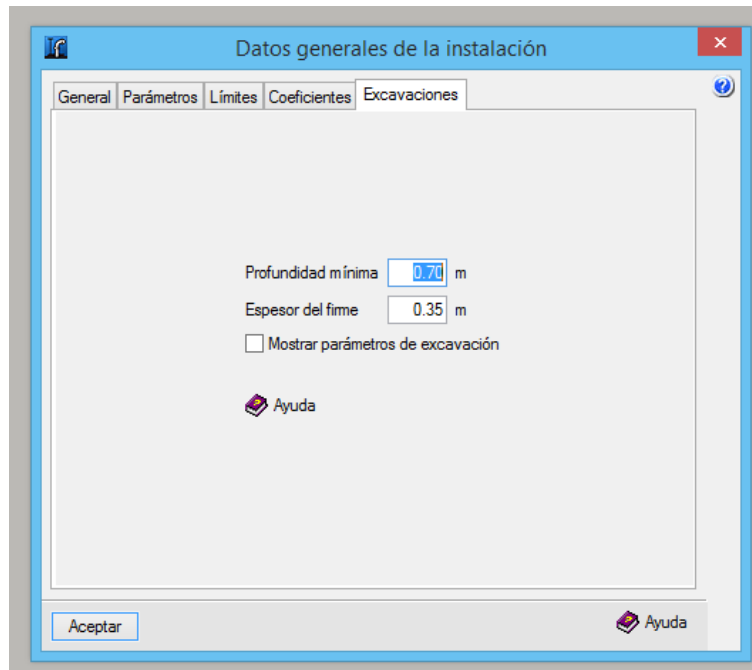 Datos generales de la instalación
General Parámetros Límites Coeficientes Excavaciones
Profundidad mínima 0.70 m
Espesor del firme 0.35 m
Mostrar parámetros de excavación
Ayuda
Aceptar Ayuda